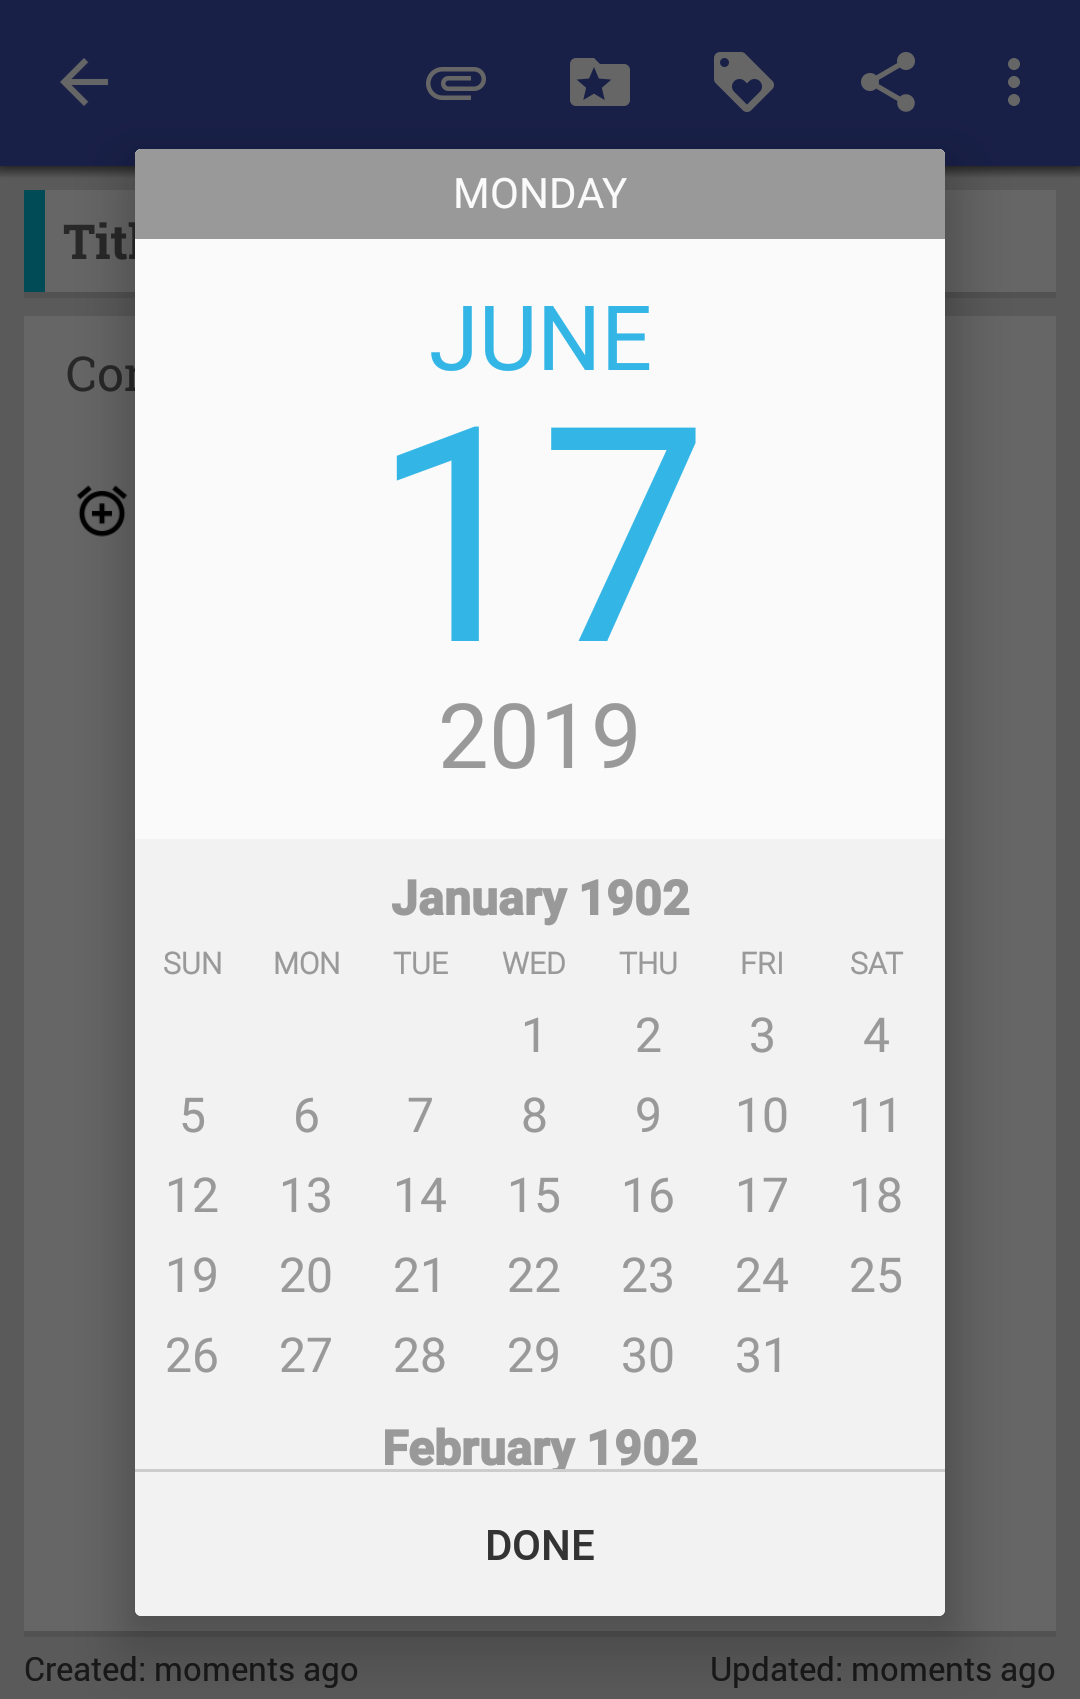 MONDAY
JUNE
17
2019
January 1902
SUN MON TUE WED THU FRI SAT
1 2 3 4
5 6 7 8 9 10 11
12 13 14 15 16 17 18
19 20 21 22 23 24 25
26 27 28 29 30 31
February 1902
DONE
Created: moments ago
Updated: moments ago